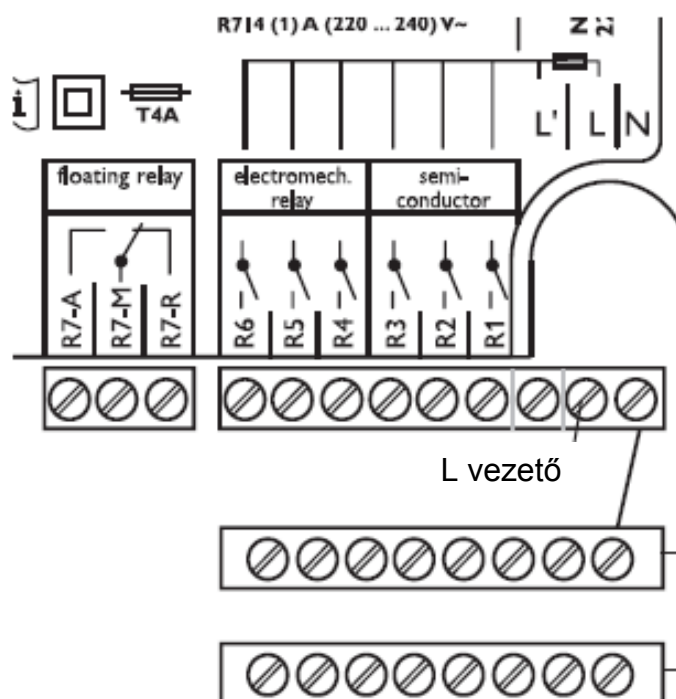 R7 4 (1) A (220 ... 240) V~
N
i
T4A
L' L N
floating relay
electromech.
relay
semi-
conductor
R7-A
R7-M
R7-R
R6
R5
R4
R3
R2
R1
L vezető